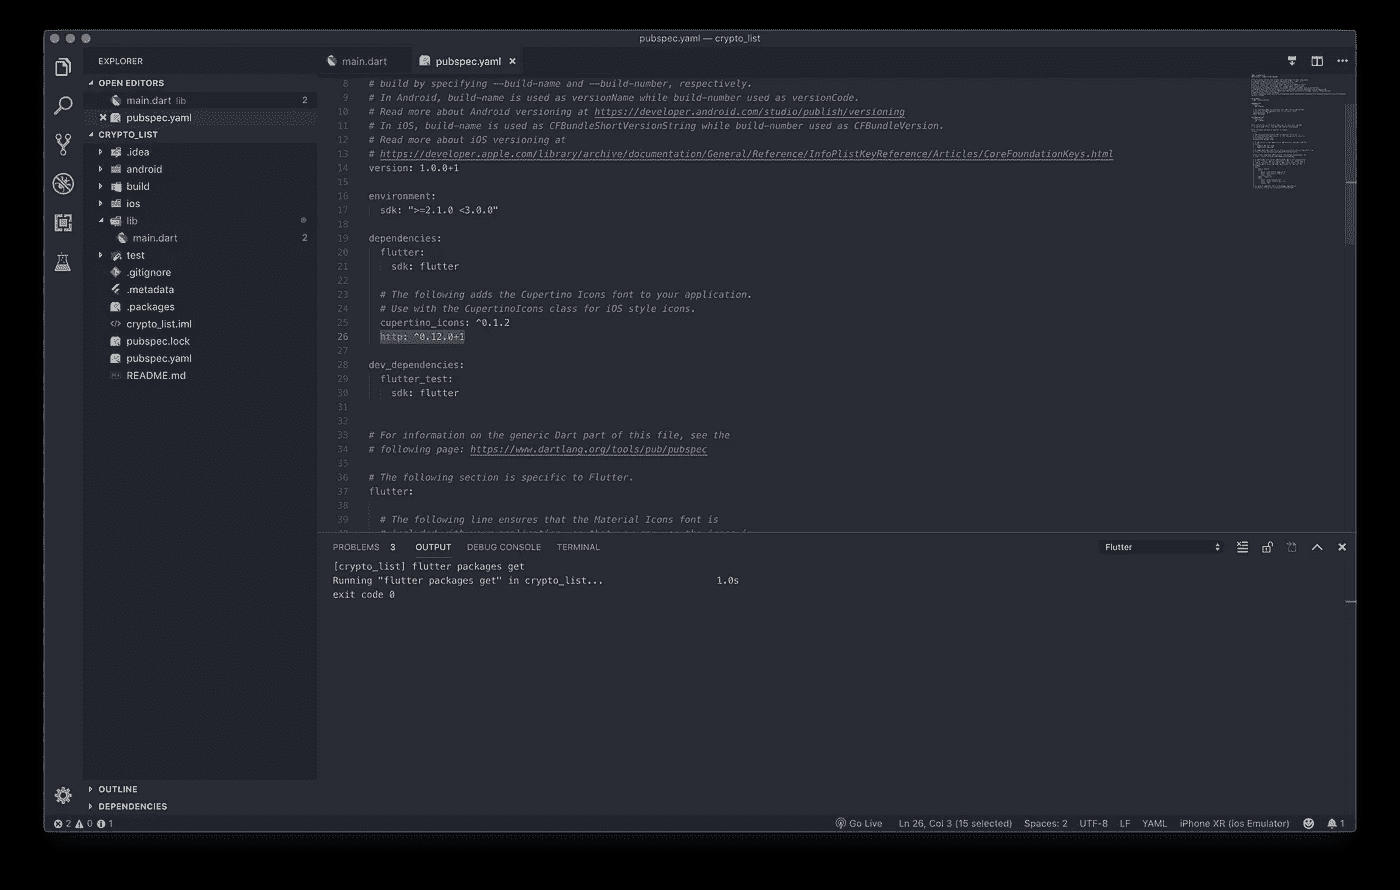 pubspec.yaml — crypto_list
EXPLORER
main.dart
pubspec.yaml
OPEN EDITORS
main.dart lib 2
pubspec.yaml
CRYPTO_LIST
.idea
android
build
ios
lib
main.dart 2
test
.gitignore
.metadata
.packages
crypto_list.iml
pubspec.lock
pubspec.yaml
README.md
OUTLINE
DEPENDENCIES
8 # build by specifying --build-name and --build-number, respectively.
9 # In Android, build-name is used as versionName while build-number used as versionCode.
10 # Read more about Android versioning at https://developer.android.com/studio/publish/versioning
11 # In iOS, build-name is used as CFBundleShortVersionString while build-number used as CFBundleVersion.
12 # Read more about iOS versioning at
13 # https://developer.apple.com/library/archive/documentation/General/Reference/InfoPlistKeyReference/Articles/CoreFoundationKeys.html
14 version: 1.0.0+1
15
16 environment:
17 sdk: ">=2.1.0 <3.0.0"
18
19 dependencies:
20 flutter:
21 sdk: flutter
22
23 # The following adds the Cupertino Icons font to your application.
24 # Use with the CupertinoIcons class for iOS style icons.
25 cupertino_icons: ^0.1.2
26 http: ^0.12.0+1
27
28 dev_dependencies:
29 flutter_test:
30 sdk: flutter
31
32
33 # For information on the generic Dart part of this file, see the
34 # following page: https://www.dartlang.org/tools/pub/pubspec
35
36 # The following section is specific to Flutter.
37 flutter:
38
39 # The following line ensures that the Material Icons font is
PROBLEMS 3 OUTPUT DEBUG CONSOLE TERMINAL Flutter
[crypto_list] flutter packages get
Running "flutter packages get" in crypto_list... 1.0s
exit code 0
2 0 1 Go Live Ln 26, Col 3 (15 selected) Spaces: 2 UTF-8 LF YAML iPhone XR (ios Emulator) 1